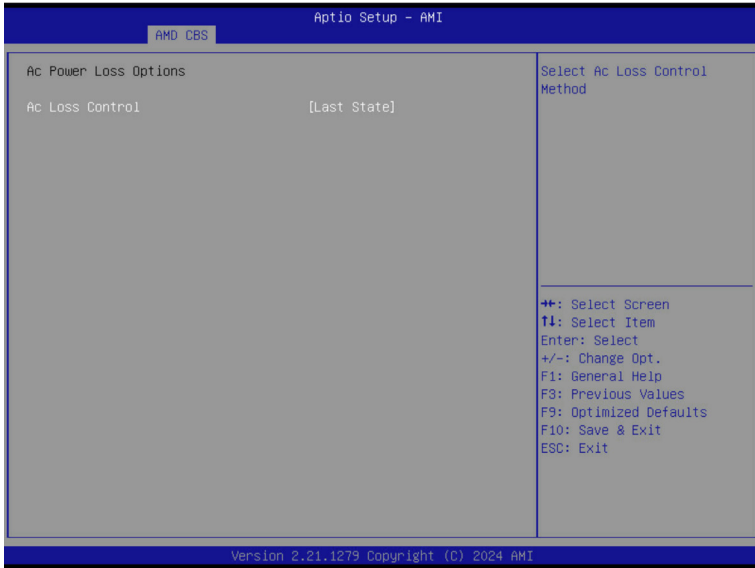 Aptio Setup - AMI
AMD CBS
Ac Power Loss Options
Ac Loss Control [Last State]
Select Ac Loss Control
Method
→←: Select Screen
↑↓: Select Item
Enter: Select
+/-: Change Opt.
F1: General Help
F3: Previous Values
F9: Optimized Defaults
F10: Save & Exit
ESC: Exit
Version 2.21.1279 Copyright (C) 2024 AMI